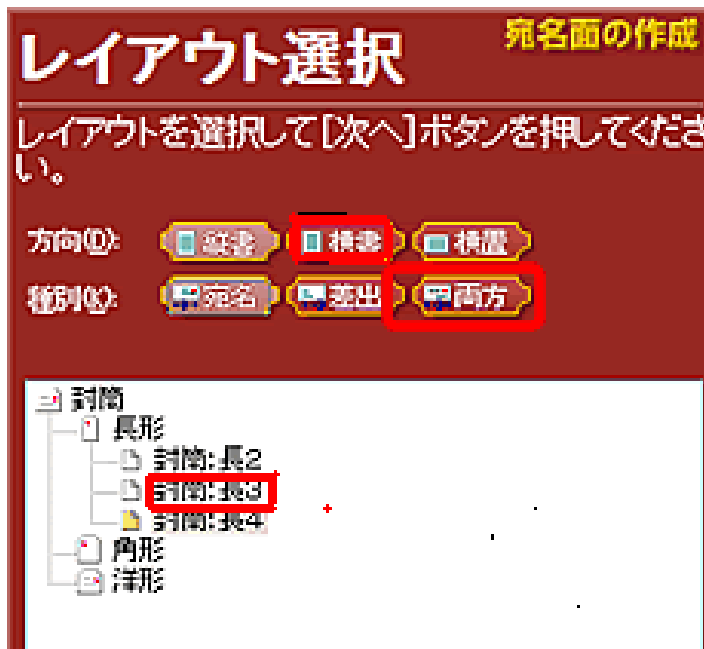 宛名面の作成
レイアウト選択
レイアウトを選択して[次へ]ボタンを押してくださ
い。
方向(D): 縦書 横書 横置
種別(K): 宛名 差出 両方
封筒
長形
封筒:長2
封筒:長3
封筒:長4
角形
洋形